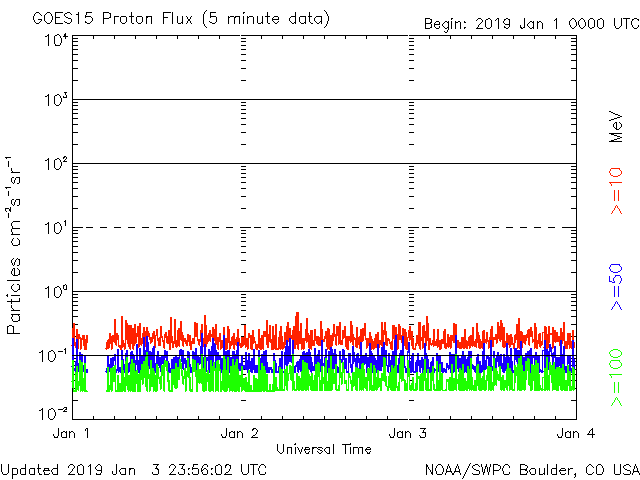 GOES15 Proton Flux (5 minute data)
Begin: 2019 Jan 1 0000 UTC
10⁴
10³
10²
10¹
10⁰
10⁻¹
10⁻²
Particles cm⁻²s⁻¹sr⁻¹
MeV
>=10
>=50
>=100
Jan 1 Jan 2 Jan 3 Jan 4
Universal Time
Updated 2019 Jan 3 23:56:02 UTC
NOAA/SWPC Boulder, CO USA